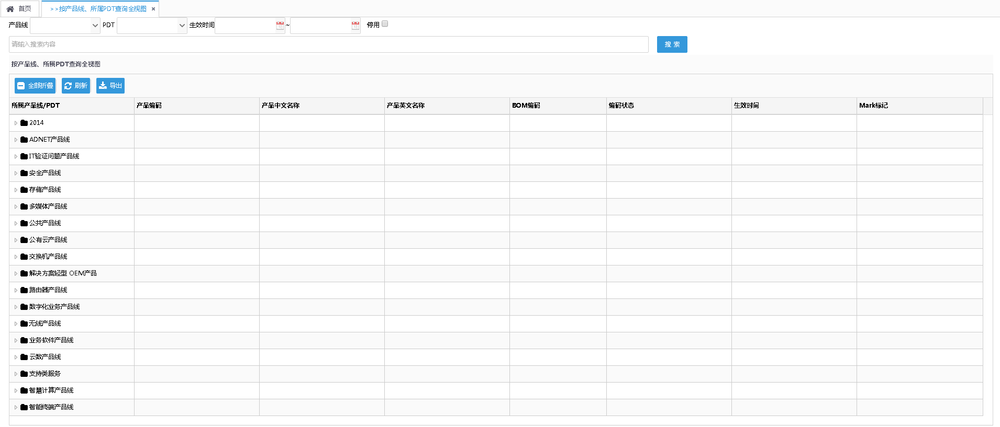 首页 >>按产品线、所属PDT查询全视图
产品线 PDT 生效时间 ~ 停用
请输入搜索内容 搜 索
按产品线、所属PDT查询全视图
全部折叠 刷新 导出
所属产品线/PDT 产品编码 产品中文名称 产品英文名称 BOM编码 编码状态 生效时间 Mark标记
2014
ADNET产品线
IT验证问题产品线
安全产品线
存储产品线
多媒体产品线
公共产品线
公有云产品线
交换机产品线
解决方案轻型 OEM产品
路由器产品线
数字化业务产品线
无线产品线
业务软件产品线
云数产品线
支持类服务
智慧计算产品线
智能终端产品线